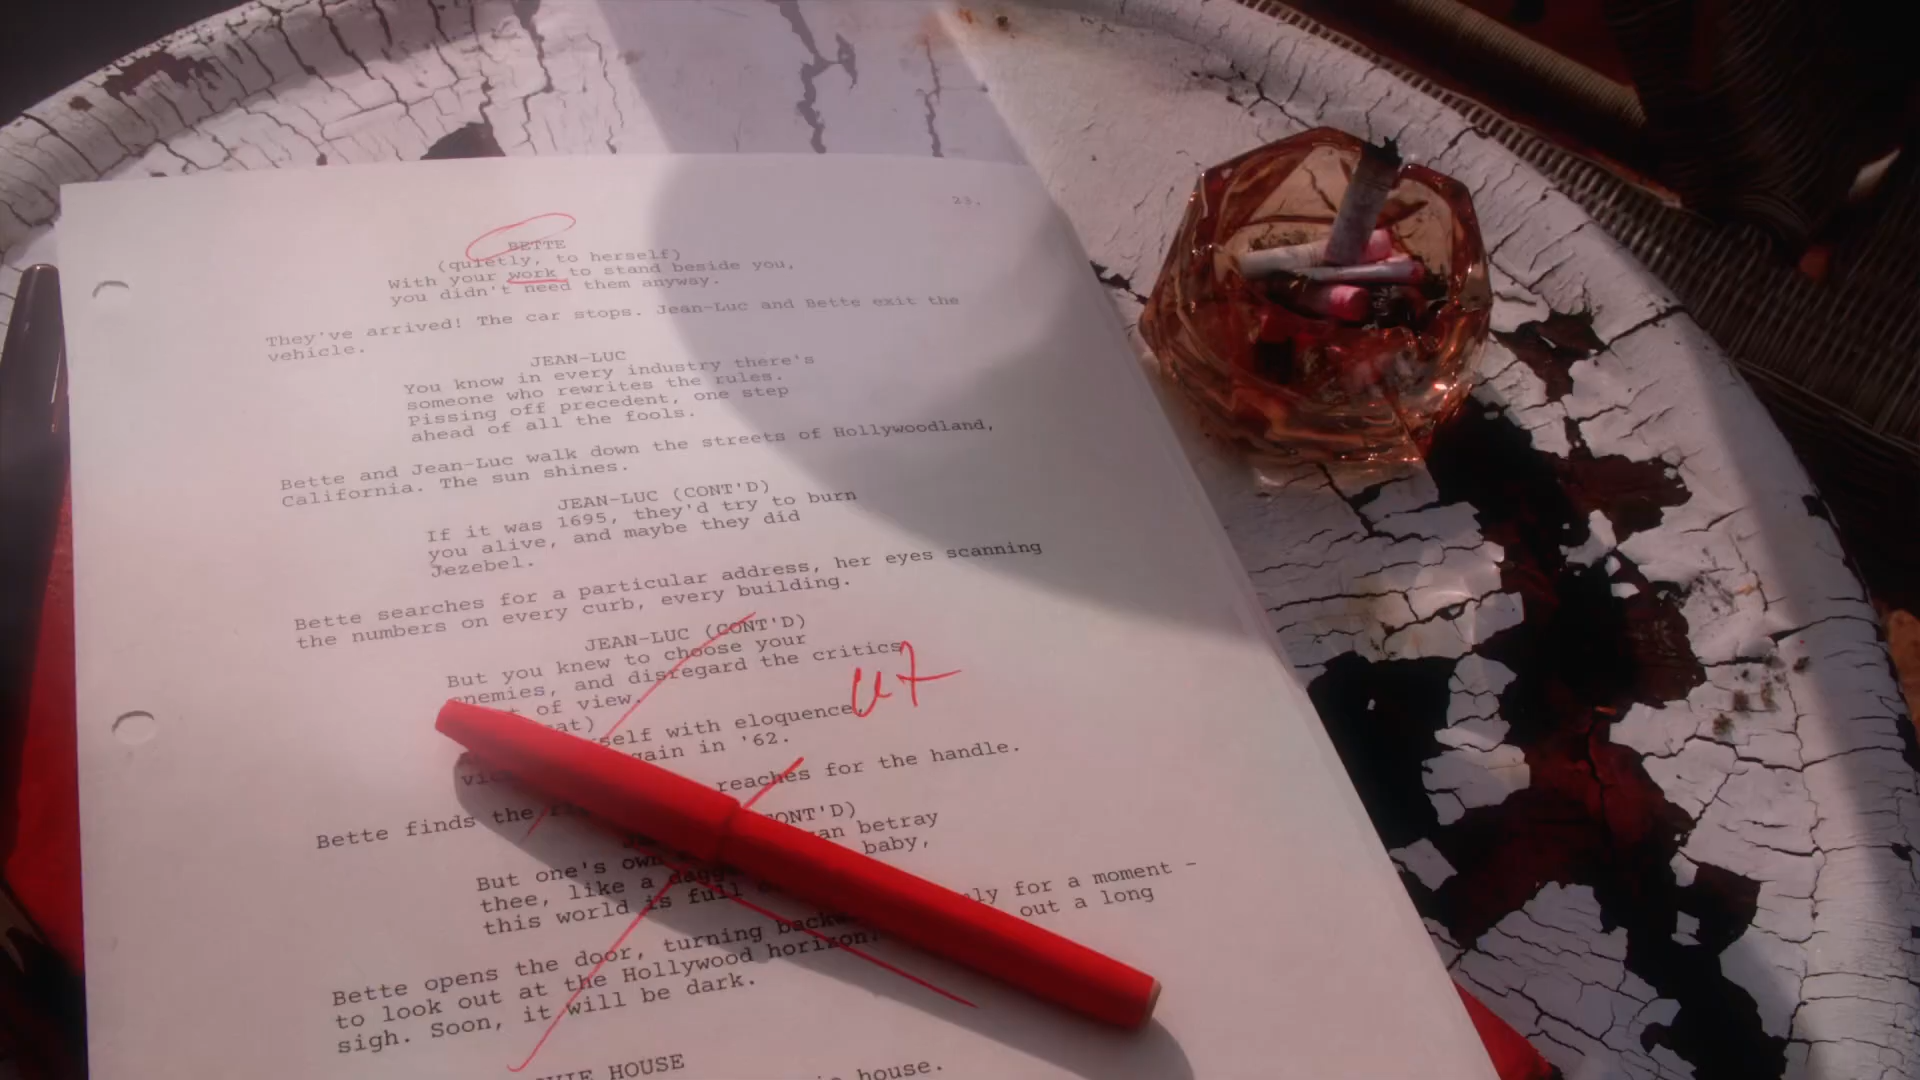 23.
BETTE
(quietly, to herself)
With your work to stand beside you,
you didn't need them anyway.
They've arrived! The car stops. Jean-Luc and Bette exit the
vehicle.
JEAN-LUC
You know in every industry there's
someone who rewrites the rules.
Pissing off precedent, one step
ahead of all the fools.
Bette and Jean-Luc walk down the streets of Hollywoodland,
California. The sun shines.
JEAN-LUC (CONT'D)
If it was 1695, they'd try to burn
you alive, and maybe they did
Jezebel.
Bette searches for a particular address, her eyes scanning
the numbers on every curb, every building.
JEAN-LUC (CONT'D)
But you knew to choose your
enemies, and disregard the critics
of view.
with eloquence,
in '62.
Bette finds the reaches for the handle.
(CONT'D)
But one's own betray
thee, like a baby,
this world is full
Bette opens the door, turning for a moment -
to look out at the Hollywood horizon. out a long
sigh. Soon, it will be dark.
HOUSE
house.